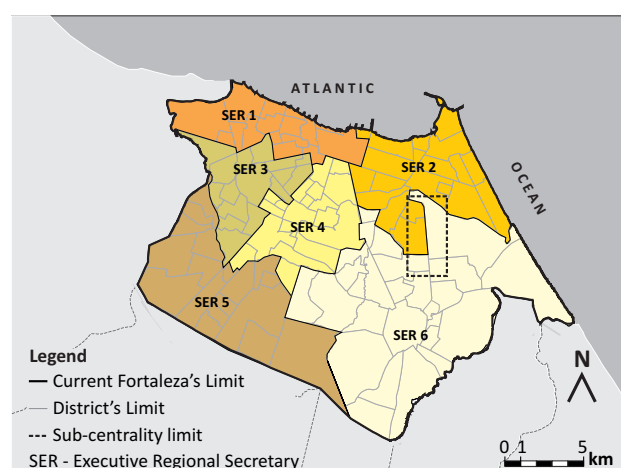 ATLANTIC
OCEAN
SER 1
SER 2
SER 3
SER 4
SER 5
SER 6
Legend
Current Fortaleza's Limit
District's Limit
Sub-centrality limit
SER - Executive Regional Secretary
N
0 1 5
km